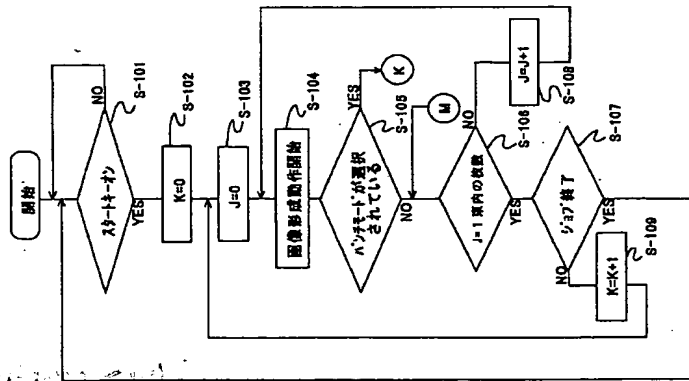 開始
スタートキーオン
NO
S-101
YES
K=0
S-102
J=0
S-103
画像形成動作開始
S-104
パンチモードが選択
されている
YES
S-105
K
NO
M
J=1束内の枚数
NO
S-106
J=J+1
S-108
YES
ジョブ終了
S-107
NO
YES
K=K+1
S-109